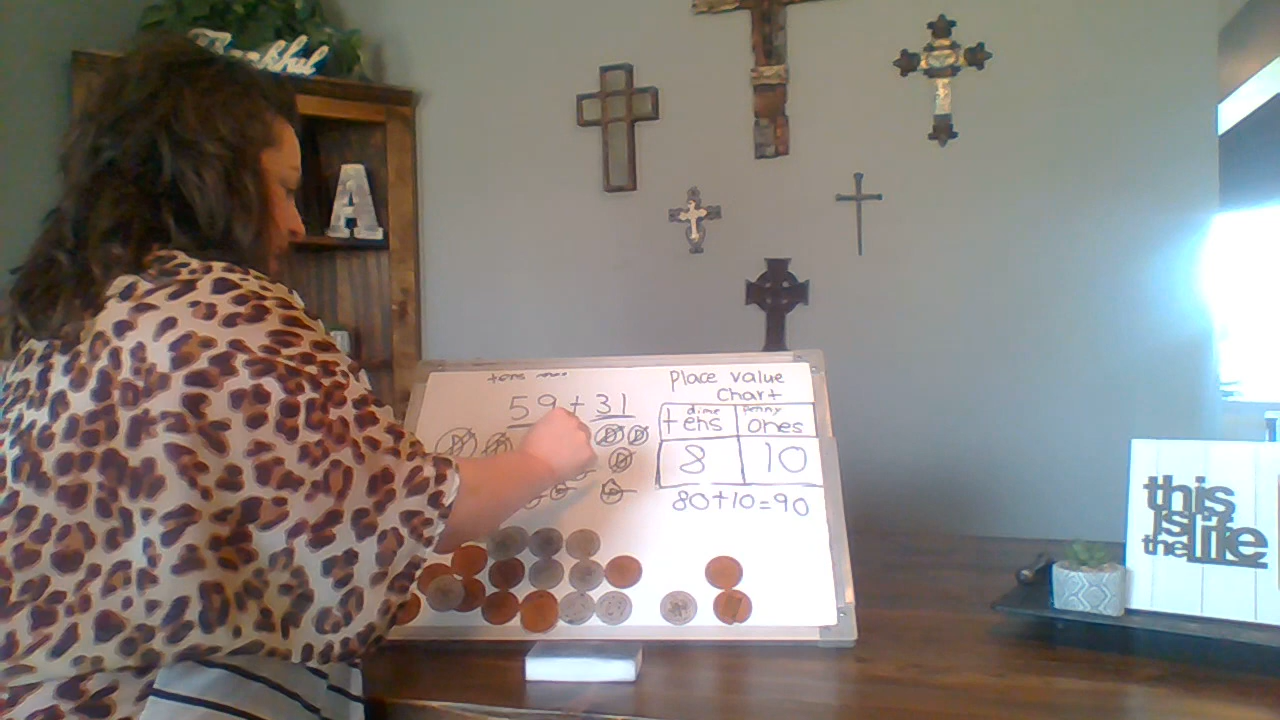 Thankful
A
tens ones
59+31
D D
D
Place value
Chart
dime penny
tens ones
8 10
80+10=90
this
is
the life